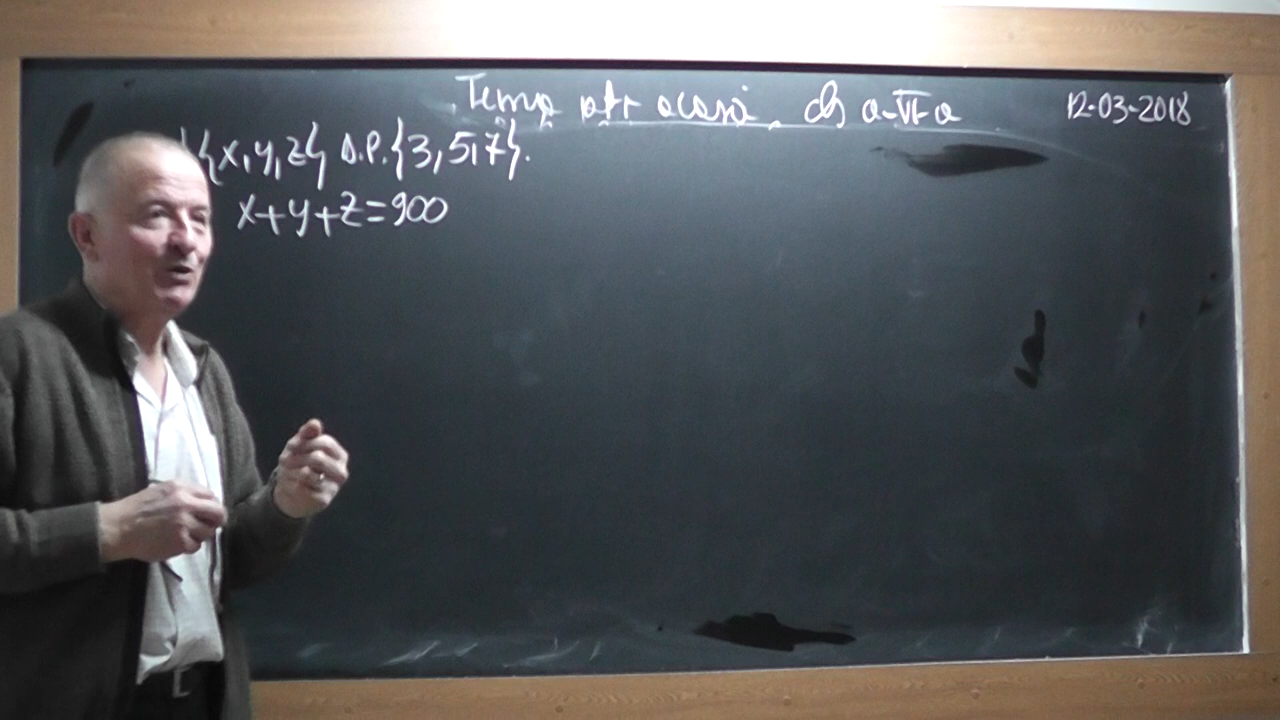 Temă ptr acasă, cls a-VI-a
12-03-2018
{x,y,z} D.P. {3,5,7}.
x+y+z=900